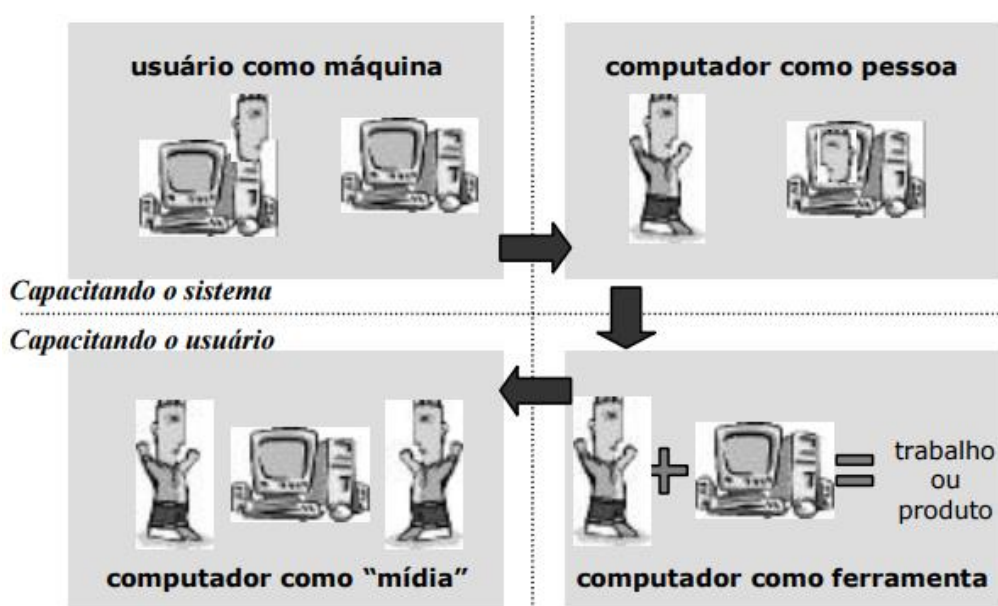 usuário como máquina
computador como pessoa
Capacitando o sistema
Capacitando o usuário
trabalho
ou
produto
computador como “mídia”
computador como ferramenta